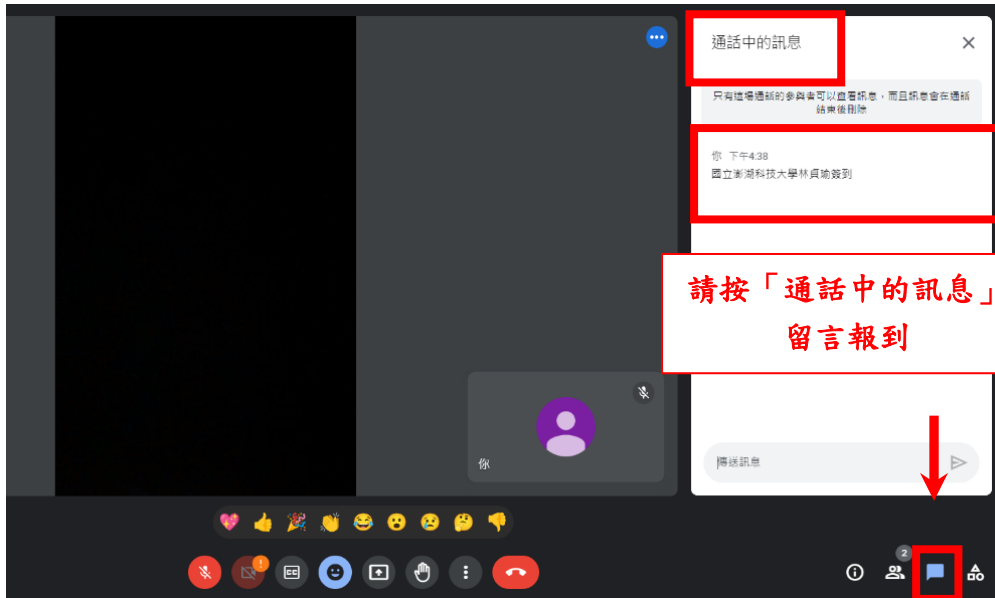 通話中的訊息
只有這場通話的參與者可以查看訊息，而且訊息會在通話
結束後刪除
你 下午4:38
國立澎湖科技大學林貞瑜簽到
請按「通話中的訊息」
留言報到
你
傳送訊息
CC
2